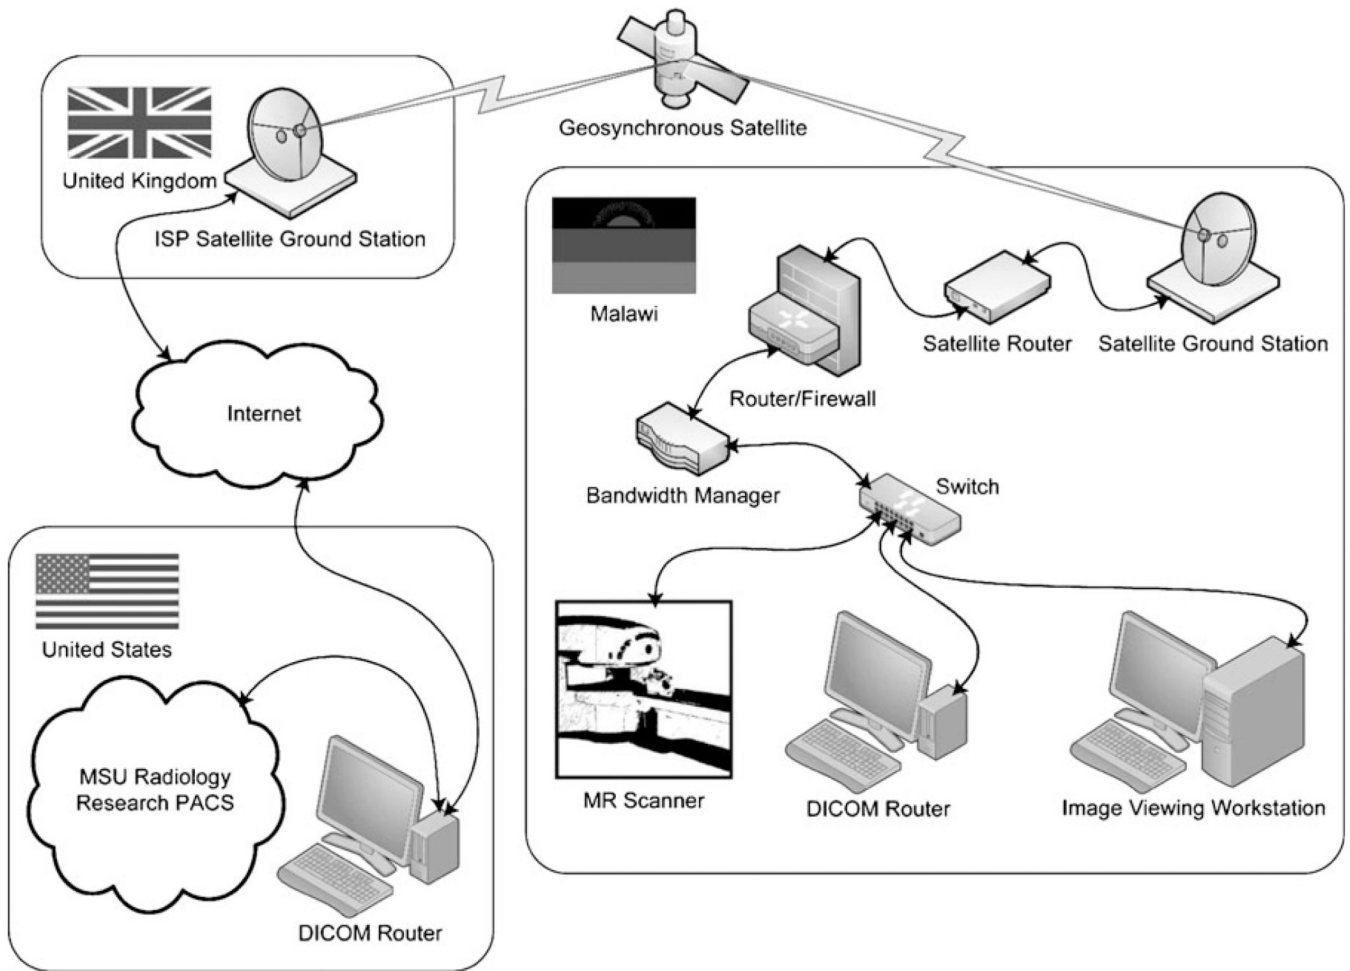 Geosynchronous Satellite
United Kingdom
ISP Satellite Ground Station
Malawi
Satellite Router
Satellite Ground Station
Router/Firewall
Internet
Bandwidth Manager
Switch
United States
MSU Radiology
Research PACS
DICOM Router
MR Scanner
DICOM Router
Image Viewing Workstation